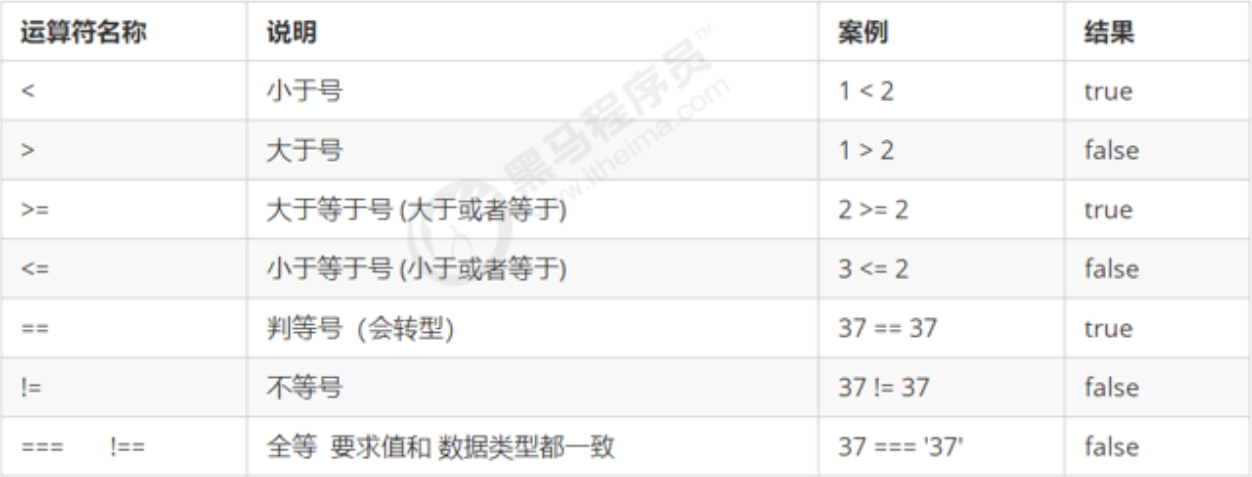 运算符名称 说明 案例 结果
< 小于号 1 < 2 true
> 大于号 1 > 2 false
>= 大于等于号 (大于或者等于) 2 >= 2 true
<= 小于等于号 (小于或者等于) 3 <= 2 false
== 判等号（会转型) 37 == 37 true
!= 不等号 37 != 37 false
=== !== 全等 要求值和 数据类型都一致 37 === '37' false
黑马程序员™
www.itheima.com